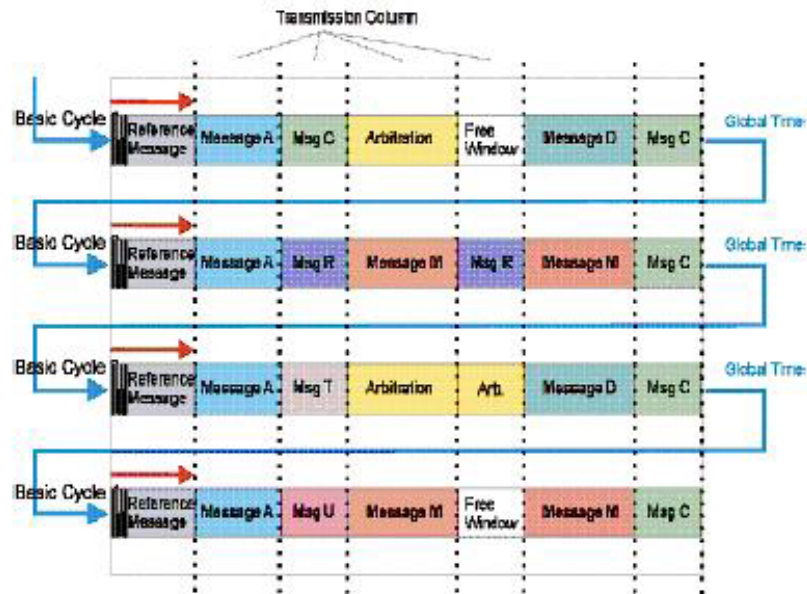 Transmission Column
Basic Cycle
Reference
Message
Message A
Msg C
Arbitration
Free
Window
Message D
Msg C
Global Time
Basic Cycle
Reference
Message
Message A
Msg R
Message M
Msg R
Message M
Msg C
Global Time
Basic Cycle
Reference
Message
Message A
Msg T
Arbitration
Arb.
Message D
Msg C
Global Time
Basic Cycle
Reference
Message
Message A
Msg U
Message M
Free
Window
Message M
Msg C